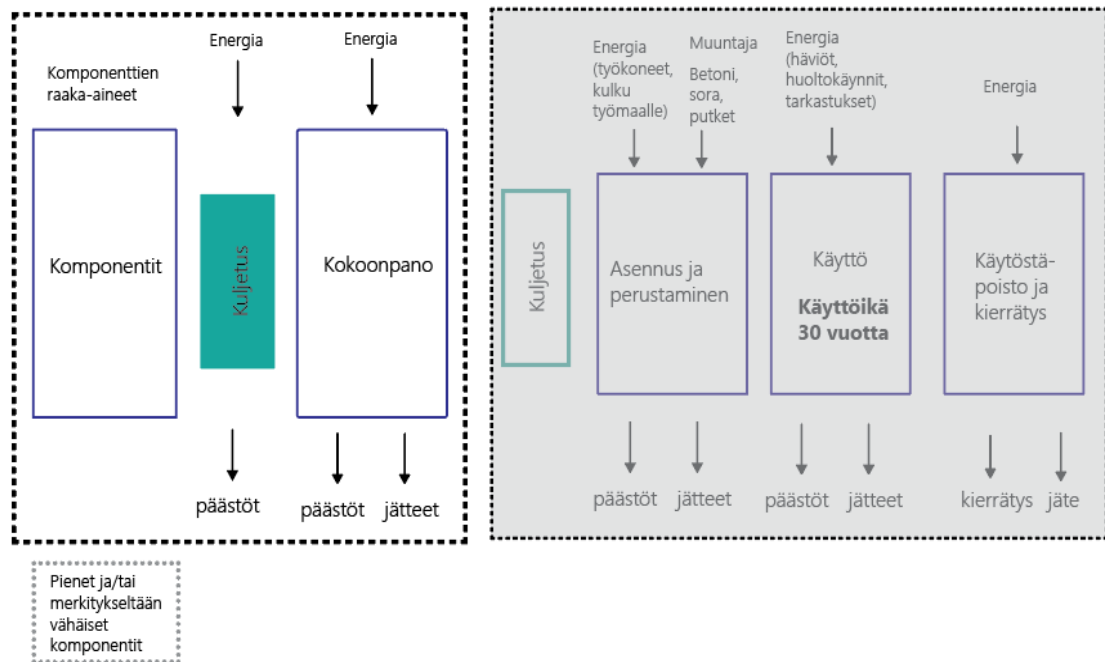 Komponenttien
raaka-aineet
Energia
Energia
Komponentit
Kuljetus
Kokoonpano
päästöt
päästöt
jätteet
Energia
(työkoneet,
kulku
työmaalle)
Muuntaja
Betoni,
sora,
putket
Energia
(häviöt,
huoltokäynnit,
tarkastukset)
Energia
Kuljetus
Asennus ja
perustaminen
Käyttö
Käyttöikä
30 vuotta
Käytöstä-
poisto ja
kierrätys
päästöt
jätteet
päästöt
jätteet
kierrätys
jäte
Pienet ja/tai
merkitykseltään
vähäiset
komponentit